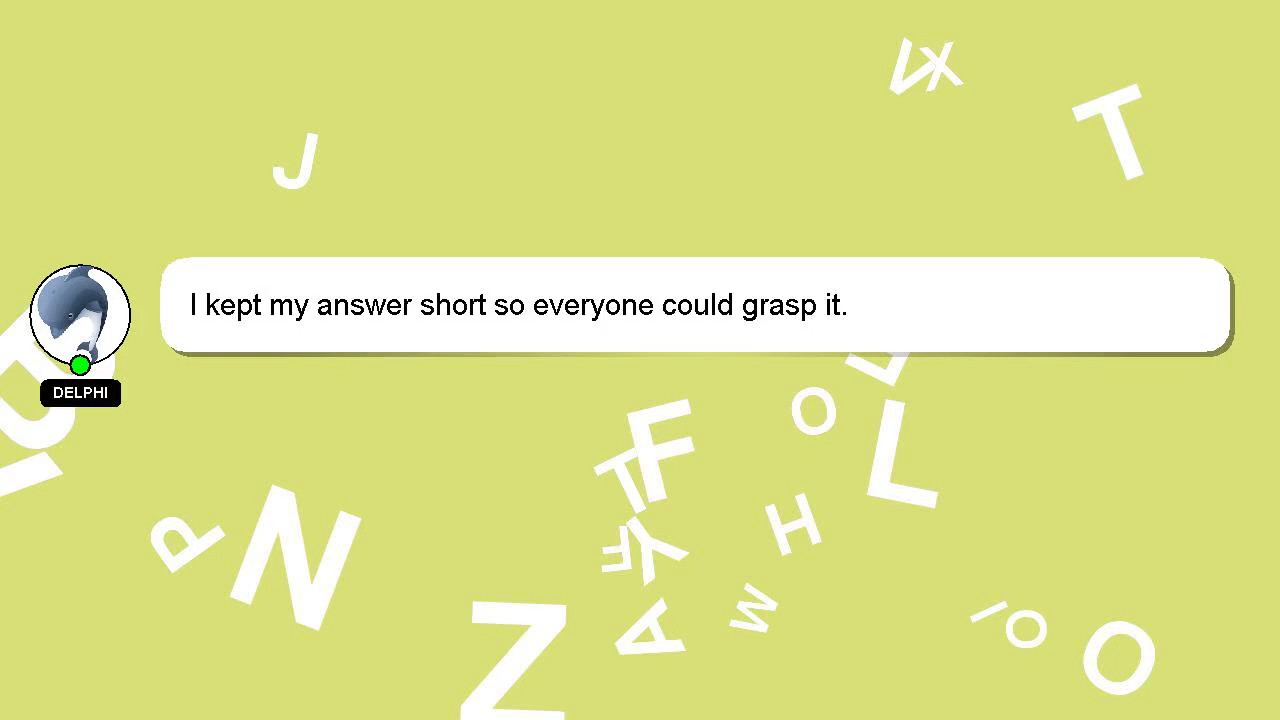 V X
T
J
I kept my answer short so everyone could grasp it.
DELPHI
L
O
F
T
L
P
N
H
F
Y
W
A
Z
I
O
O